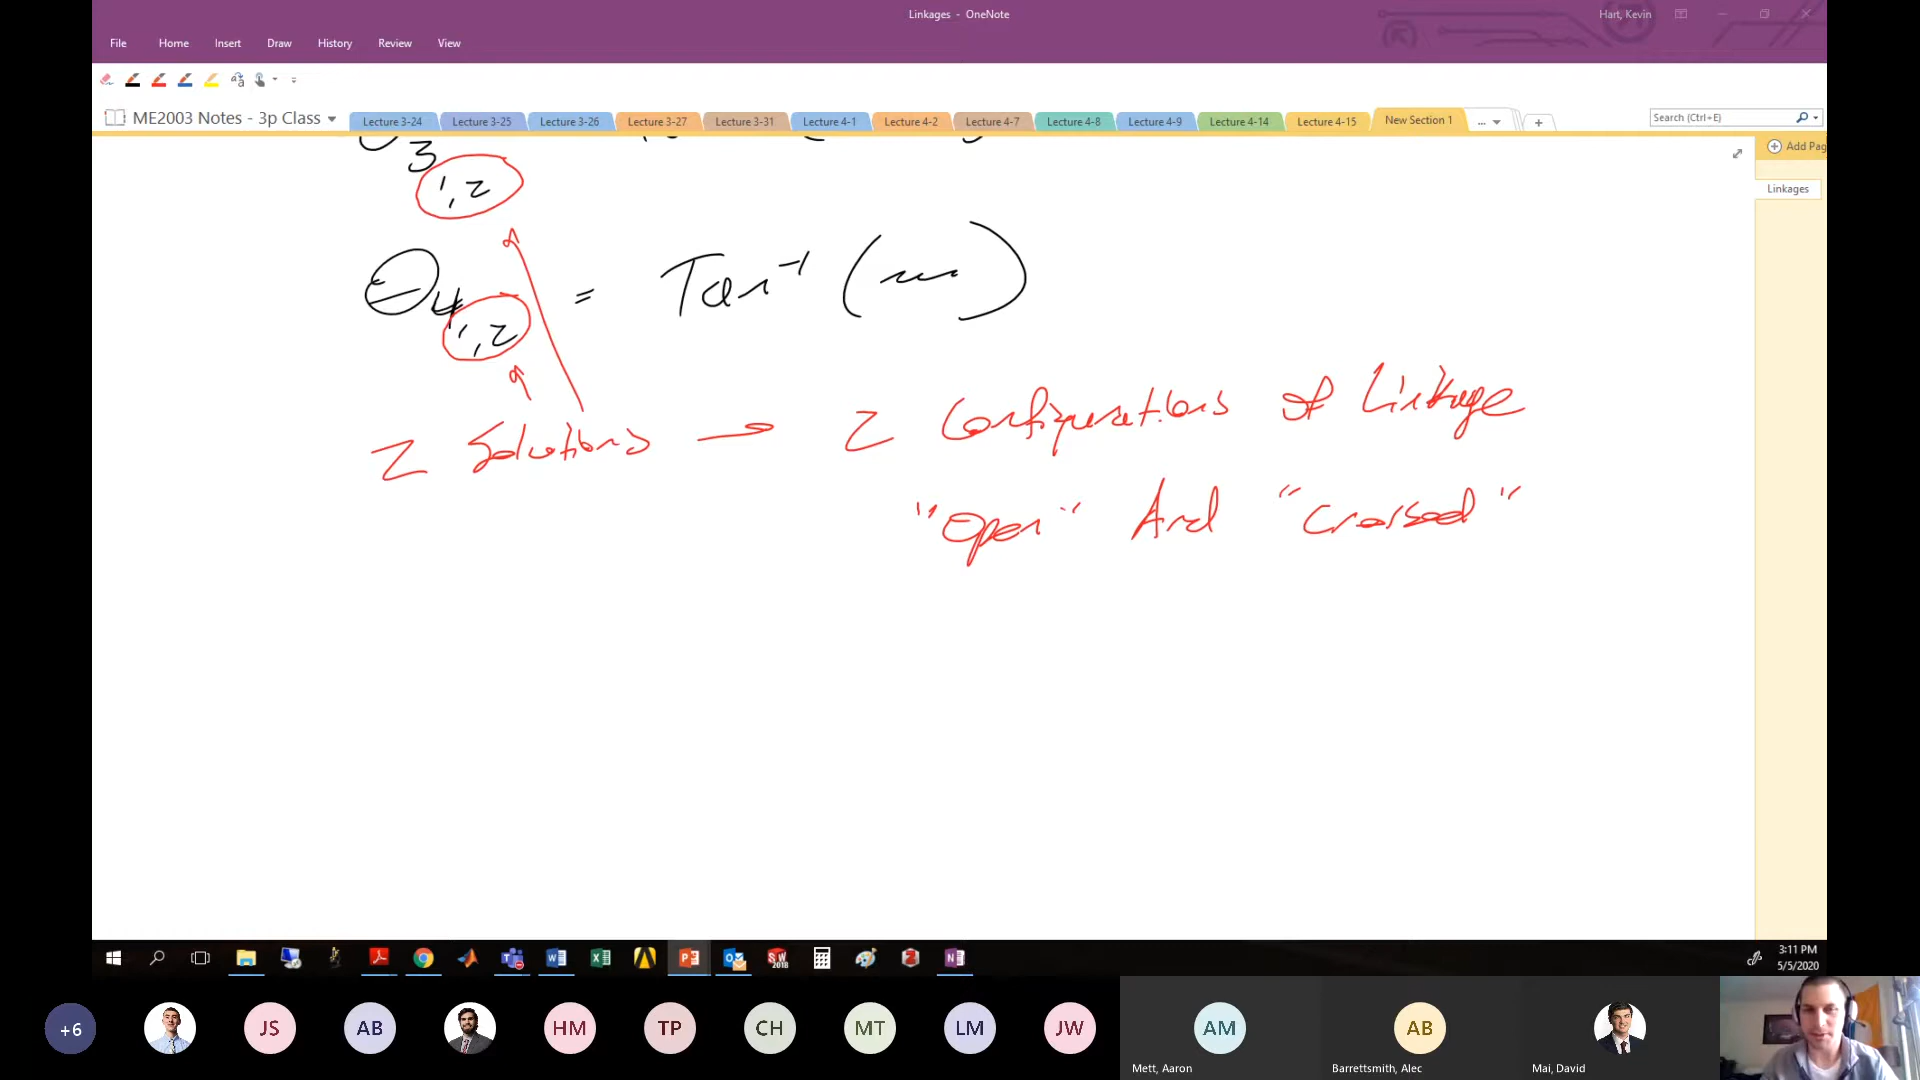 Linkages - OneNote
Hart, Kevin
File Home Insert Draw History Review View
ME2003 Notes - 3p Class
Lecture 3-24 Lecture 3-25 Lecture 3-26 Lecture 3-27 Lecture 3-31 Lecture 4-1 Lecture 4-2 Lecture 4-7 Lecture 4-8 Lecture 4-9 Lecture 4-14 Lecture 4-15 New Section 1 ...
Search (Ctrl+E)
Add Pag
Linkages
3
1,2
Θ4 1,2 = Tan-1 ( )
2 Solutions → 2 Configurations of Linkage
"Open" And "Crossed"
3:11 PM
5/5/2020
+6 JS AB HM TP CH MT LM JW AM AB
Mett, Aaron Barrettsmith, Alec Mai, David